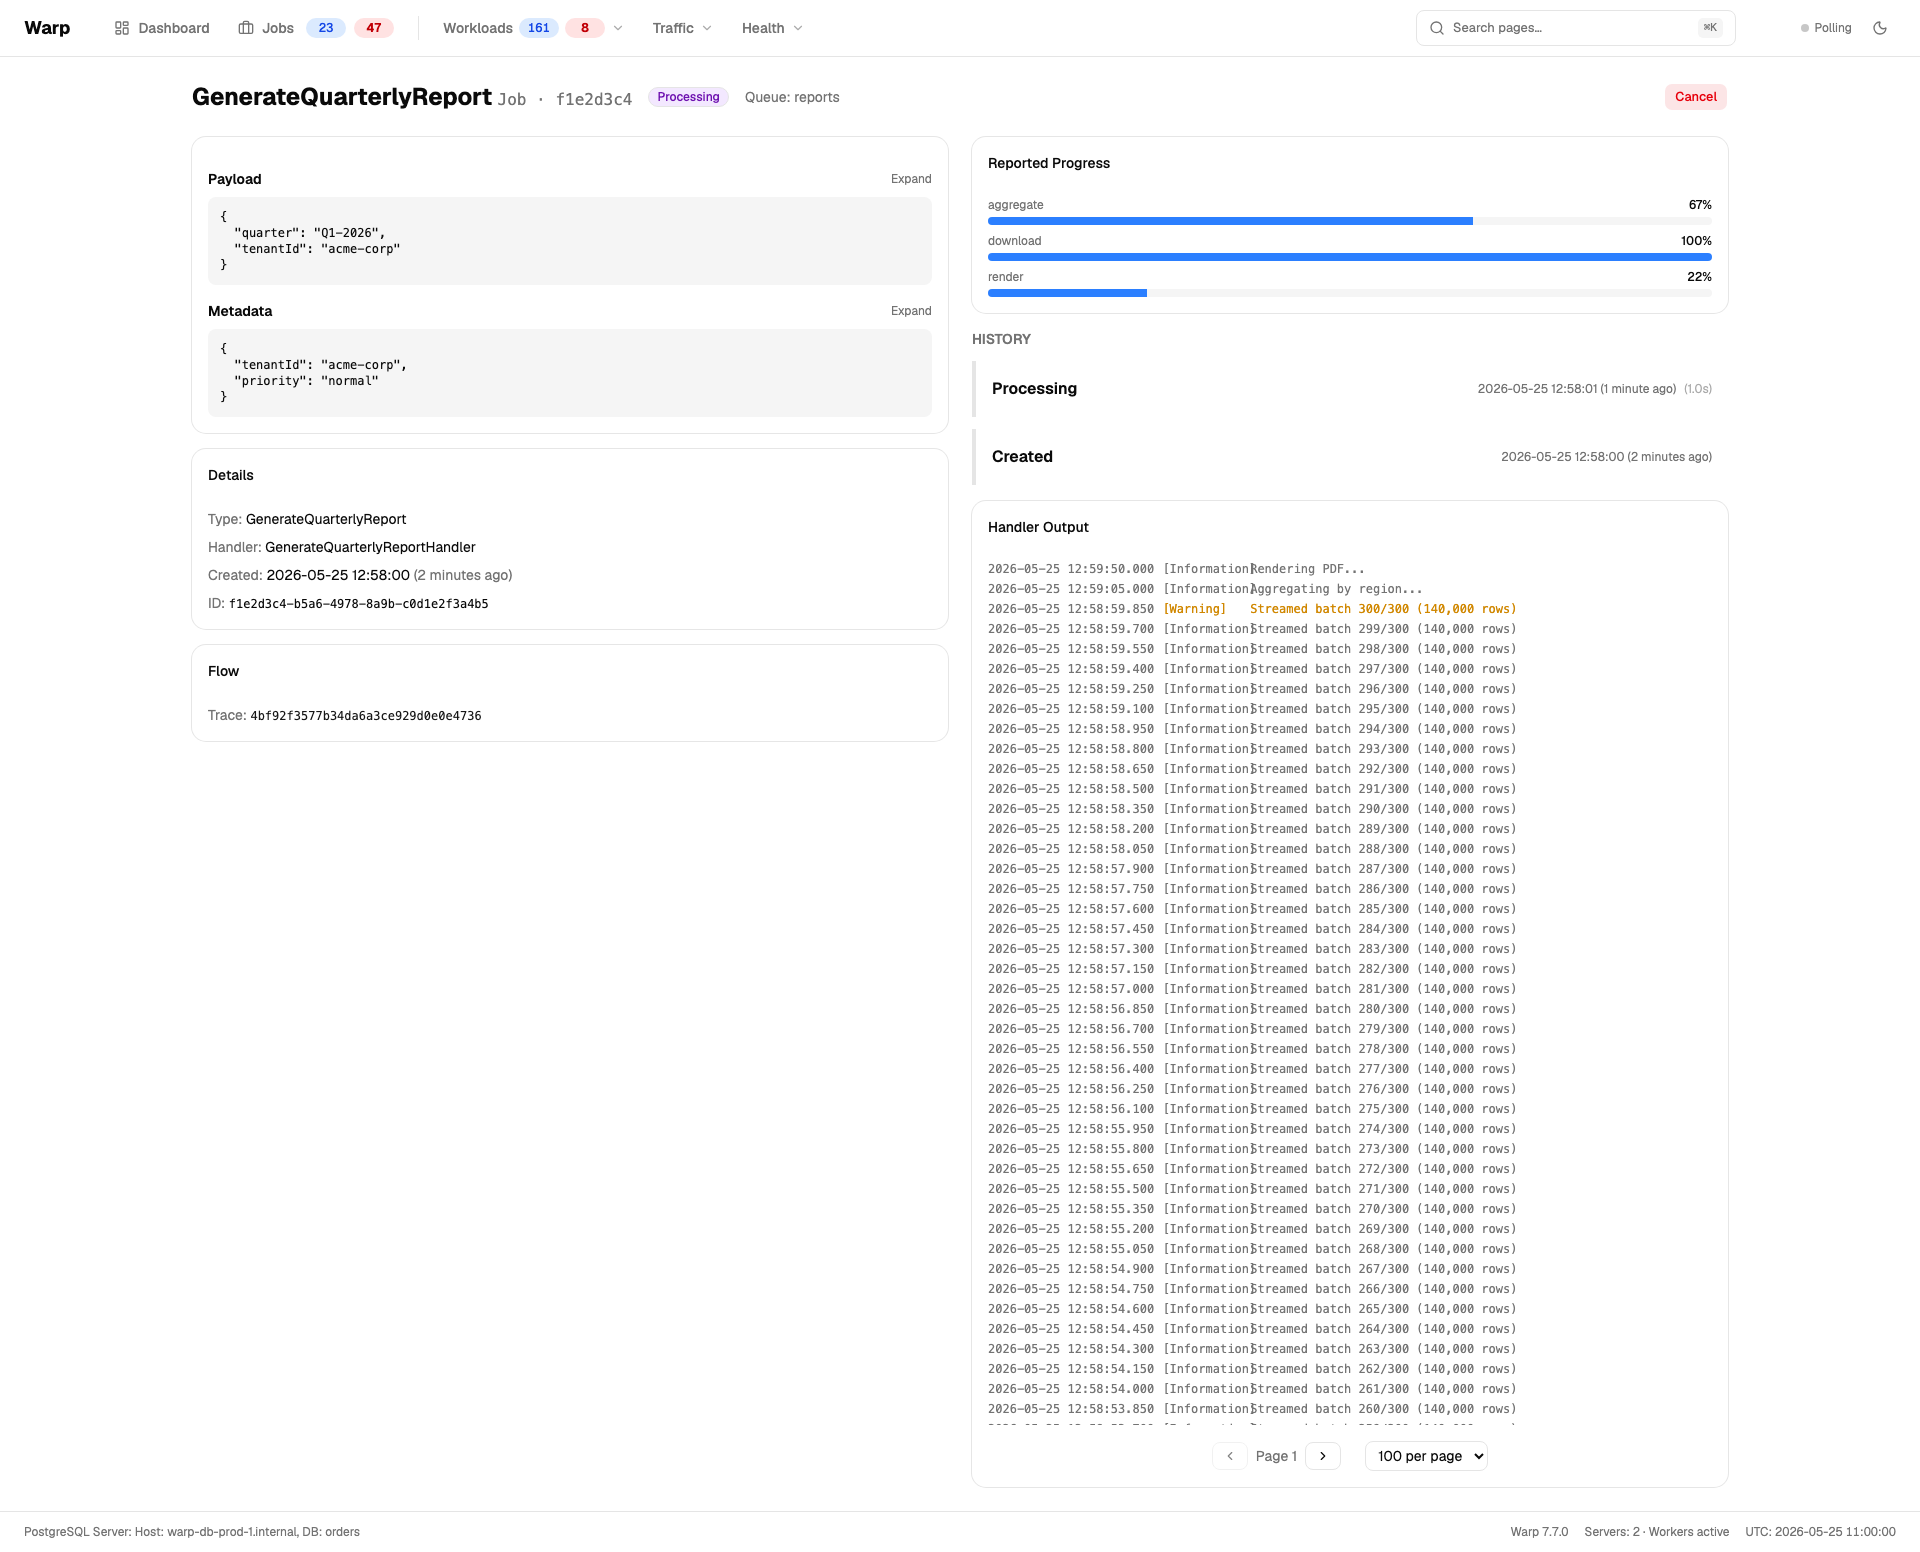 Warp Dashboard Jobs 23 47 Workloads 161 8 Traffic Health Search pages... ⌘K Polling
GenerateQuarterlyReport Job · f1e2d3c4 Processing Queue: reports Cancel
Payload Expand
{
"quarter": "Q1-2026",
"tenantId": "acme-corp"
}
Metadata Expand
{
"tenantId": "acme-corp",
"priority": "normal"
}
Details
Type: GenerateQuarterlyReport
Handler: GenerateQuarterlyReportHandler
Created: 2026-05-25 12:58:00 (2 minutes ago)
ID: f1e2d3c4-b5a6-4978-8a9b-c0d1e2f3a4b5
Flow
Trace: 4bf92f3577b34da6a3ce929d0e0e4736
Reported Progress
aggregate 67%
download 100%
render 22%
HISTORY
Processing 2026-05-25 12:58:01 (1 minute ago) (1.0s)
Created 2026-05-25 12:58:00 (2 minutes ago)
Handler Output
2026-05-25 12:59:50.000 [Information] Rendering PDF...
2026-05-25 12:59:05.000 [Information] Aggregating by region...
2026-05-25 12:58:59.850 [Warning] Streamed batch 300/300 (140,000 rows)
2026-05-25 12:58:59.700 [Information] Streamed batch 299/300 (140,000 rows)
2026-05-25 12:58:59.550 [Information] Streamed batch 298/300 (140,000 rows)
2026-05-25 12:58:59.400 [Information] Streamed batch 297/300 (140,000 rows)
2026-05-25 12:58:59.250 [Information] Streamed batch 296/300 (140,000 rows)
2026-05-25 12:58:59.100 [Information] Streamed batch 295/300 (140,000 rows)
2026-05-25 12:58:58.950 [Information] Streamed batch 294/300 (140,000 rows)
2026-05-25 12:58:58.800 [Information] Streamed batch 293/300 (140,000 rows)
2026-05-25 12:58:58.650 [Information] Streamed batch 292/300 (140,000 rows)
2026-05-25 12:58:58.500 [Information] Streamed batch 291/300 (140,000 rows)
2026-05-25 12:58:58.350 [Information] Streamed batch 290/300 (140,000 rows)
2026-05-25 12:58:58.200 [Information] Streamed batch 289/300 (140,000 rows)
2026-05-25 12:58:58.050 [Information] Streamed batch 288/300 (140,000 rows)
2026-05-25 12:58:57.900 [Information] Streamed batch 287/300 (140,000 rows)
2026-05-25 12:58:57.750 [Information] Streamed batch 286/300 (140,000 rows)
2026-05-25 12:58:57.600 [Information] Streamed batch 285/300 (140,000 rows)
2026-05-25 12:58:57.450 [Information] Streamed batch 284/300 (140,000 rows)
2026-05-25 12:58:57.300 [Information] Streamed batch 283/300 (140,000 rows)
2026-05-25 12:58:57.150 [Information] Streamed batch 282/300 (140,000 rows)
2026-05-25 12:58:57.000 [Information] Streamed batch 281/300 (140,000 rows)
2026-05-25 12:58:56.850 [Information] Streamed batch 280/300 (140,000 rows)
2026-05-25 12:58:56.700 [Information] Streamed batch 279/300 (140,000 rows)
2026-05-25 12:58:56.550 [Information] Streamed batch 278/300 (140,000 rows)
2026-05-25 12:58:56.400 [Information] Streamed batch 277/300 (140,000 rows)
2026-05-25 12:58:56.250 [Information] Streamed batch 276/300 (140,000 rows)
2026-05-25 12:58:56.100 [Information] Streamed batch 275/300 (140,000 rows)
2026-05-25 12:58:55.950 [Information] Streamed batch 274/300 (140,000 rows)
2026-05-25 12:58:55.800 [Information] Streamed batch 273/300 (140,000 rows)
2026-05-25 12:58:55.650 [Information] Streamed batch 272/300 (140,000 rows)
2026-05-25 12:58:55.500 [Information] Streamed batch 271/300 (140,000 rows)
2026-05-25 12:58:55.350 [Information] Streamed batch 270/300 (140,000 rows)
2026-05-25 12:58:55.200 [Information] Streamed batch 269/300 (140,000 rows)
2026-05-25 12:58:55.050 [Information] Streamed batch 268/300 (140,000 rows)
2026-05-25 12:58:54.900 [Information] Streamed batch 267/300 (140,000 rows)
2026-05-25 12:58:54.750 [Information] Streamed batch 266/300 (140,000 rows)
2026-05-25 12:58:54.600 [Information] Streamed batch 265/300 (140,000 rows)
2026-05-25 12:58:54.450 [Information] Streamed batch 264/300 (140,000 rows)
2026-05-25 12:58:54.300 [Information] Streamed batch 263/300 (140,000 rows)
2026-05-25 12:58:54.150 [Information] Streamed batch 262/300 (140,000 rows)
2026-05-25 12:58:54.000 [Information] Streamed batch 261/300 (140,000 rows)
2026-05-25 12:58:53.850 [Information] Streamed batch 260/300 (140,000 rows)
Page 1 100 per page
PostgreSQL Server: Host: warp-db-prod-1.internal, DB: orders Warp 7.7.0 Servers: 2 · Workers active UTC: 2026-05-25 11:00:00